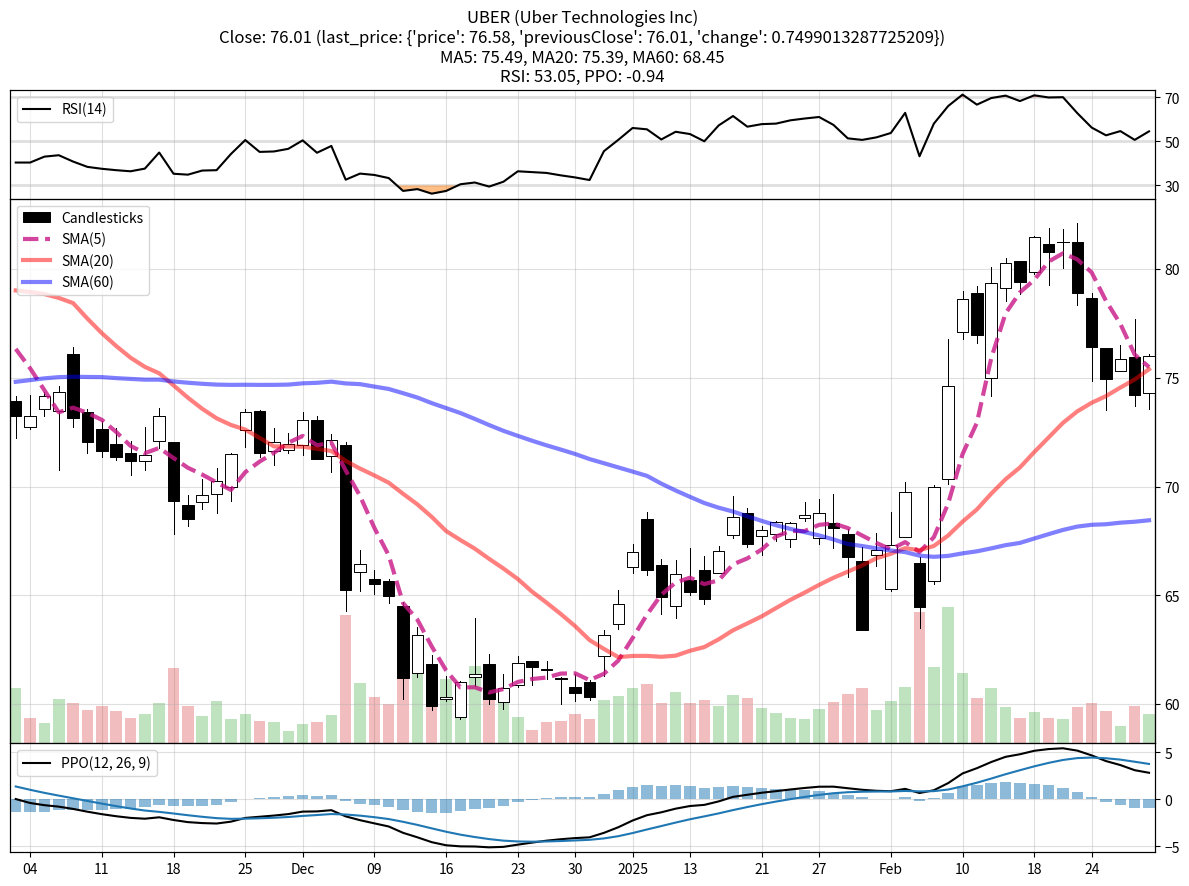 UBER (Uber Technologies Inc)
Close: 76.01 (last_price: {'price': 76.58, 'previousClose': 76.01, 'change': 0.7499013287725209})
MA5: 75.49, MA20: 75.39, MA60: 68.45
RSI: 53.05, PPO: -0.94
RSI(14)
70
50
30
Candlesticks
SMA(5)
SMA(20)
SMA(60)
80
75
70
65
60
PPO(12, 26, 9)
5
0
−5
04 11 18 25 Dec 09 16 23 30 2025 13 21 27 Feb 10 18 24